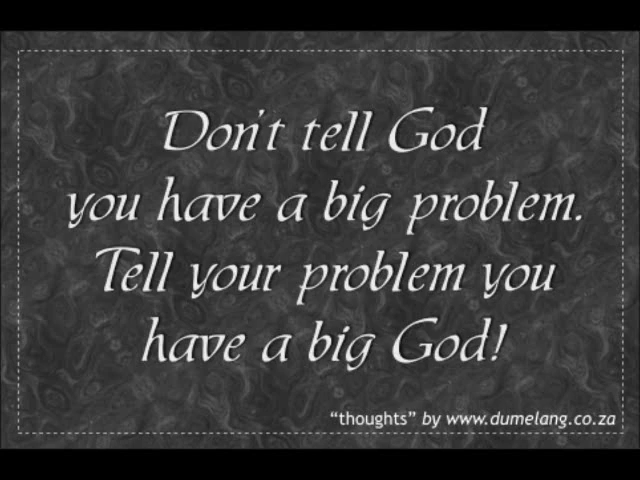 Don't tell God
you have a big problem.
Tell your problem you
have a big God!
"thoughts" by www.dumelang.co.za